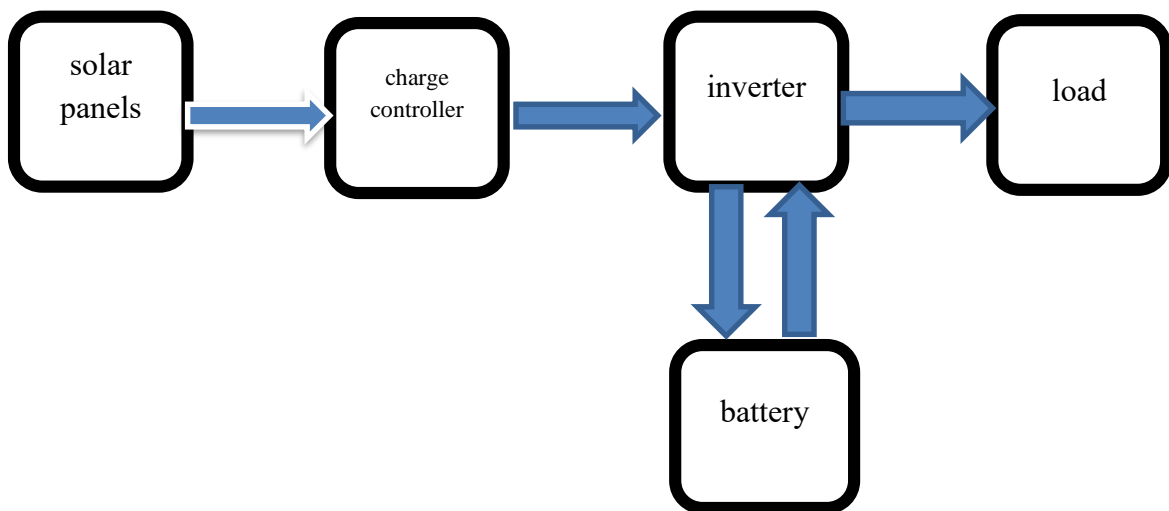 solar
panels
charge
controller
inverter
load
battery